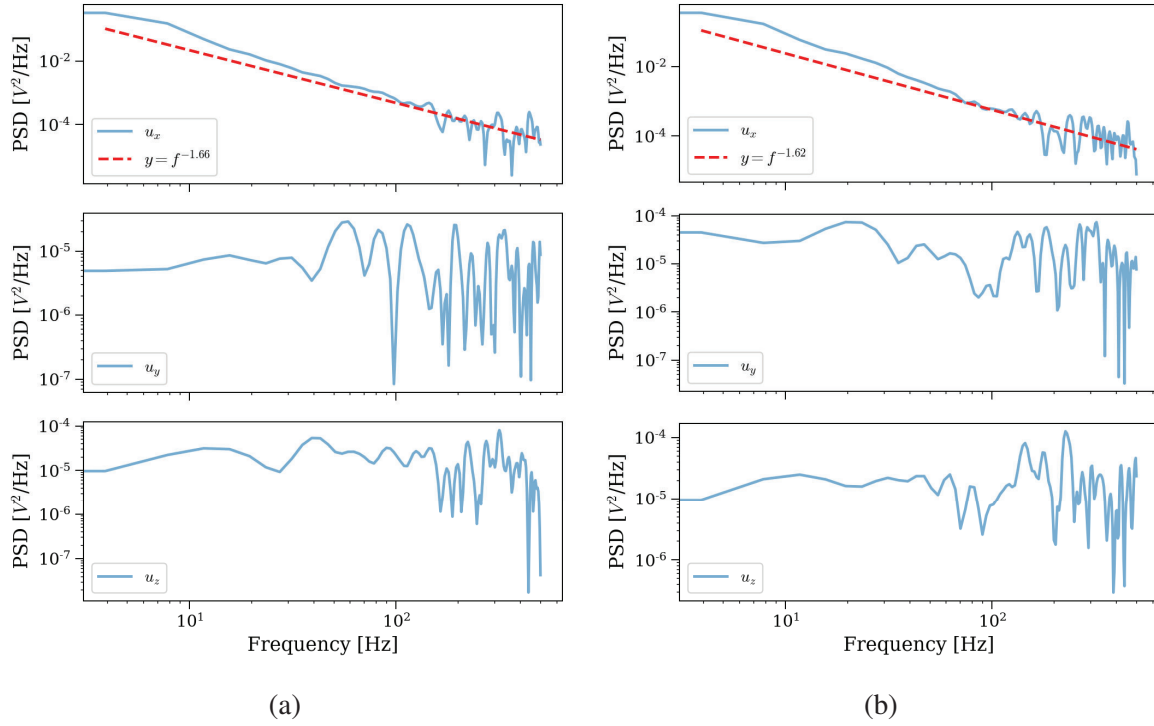 PSD [V²/Hz]
10⁻²
10⁻⁴
u_x
y = f^{-1.66}
PSD [V²/Hz]
10⁻⁵
10⁻⁶
10⁻⁷
u_y
PSD [V²/Hz]
10⁻⁴
10⁻⁵
10⁻⁶
10⁻⁷
u_z
10¹ 10²
Frequency [Hz]
(a)
PSD [V²/Hz]
10⁻²
10⁻⁴
u_x
y = f^{-1.62}
PSD [V²/Hz]
10⁻⁴
10⁻⁵
10⁻⁶
10⁻⁷
u_y
PSD [V²/Hz]
10⁻⁴
10⁻⁵
10⁻⁶
u_z
10¹ 10²
Frequency [Hz]
(b)